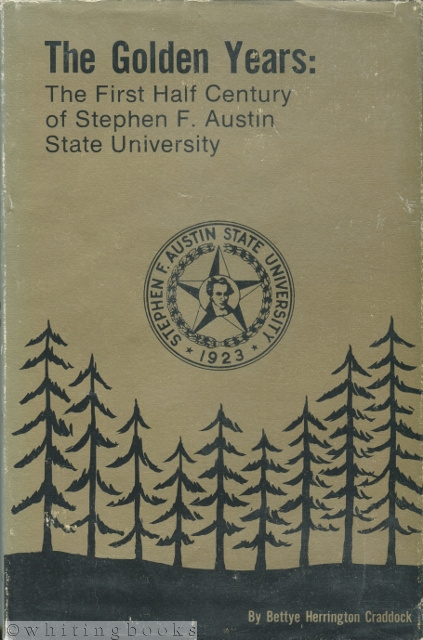 The Golden Years:
The First Half Century
of Stephen F. Austin
State University
STEPHEN F. AUSTIN STATE UNIVERSITY
★ 1923 ★
By Bettye Herrington Craddock
©whitingbooks